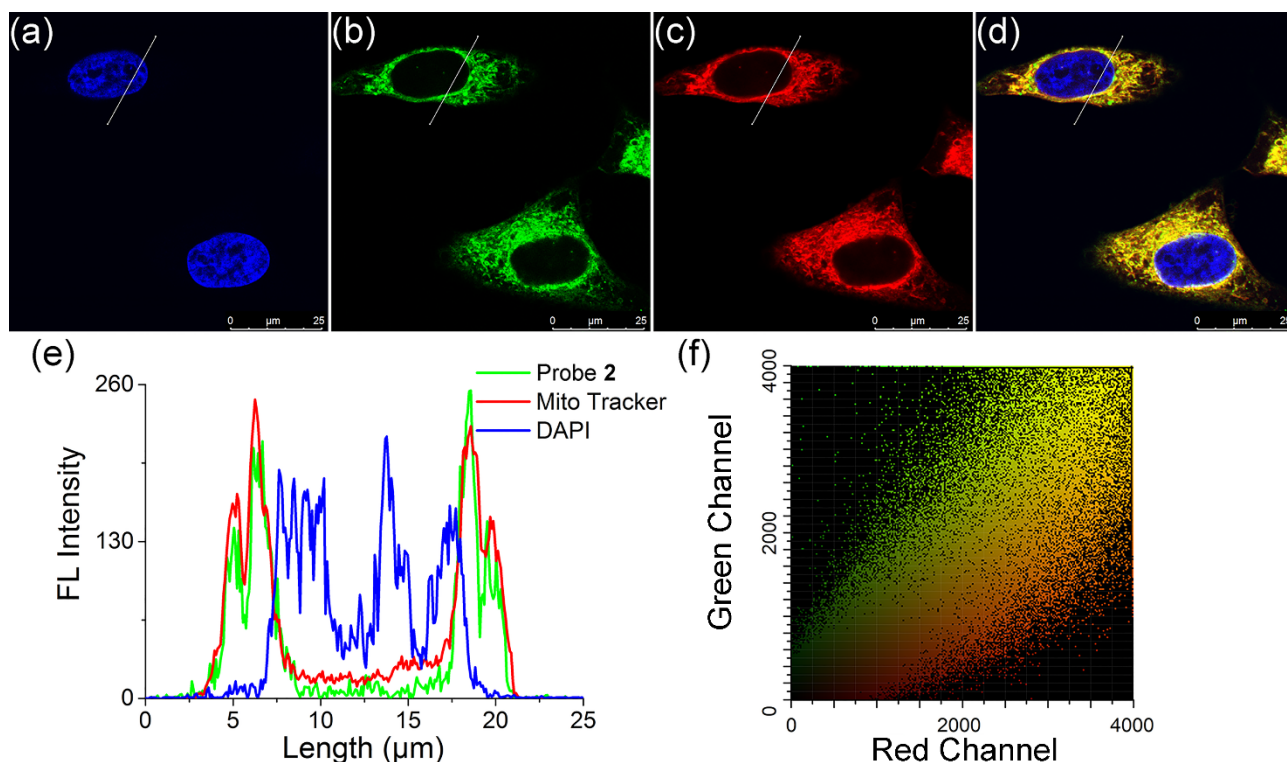 (a) (b) (c) (d)
0 μm 25 0 μm 25 0 μm 25 0 μm 25
(e)
260
130
0
FL Intensity
Probe 2
Mito Tracker
DAPI
0 5 10 15 20 25
Length (μm)
(f)
4000
2000
0
Green Channel
0 2000 4000
Red Channel